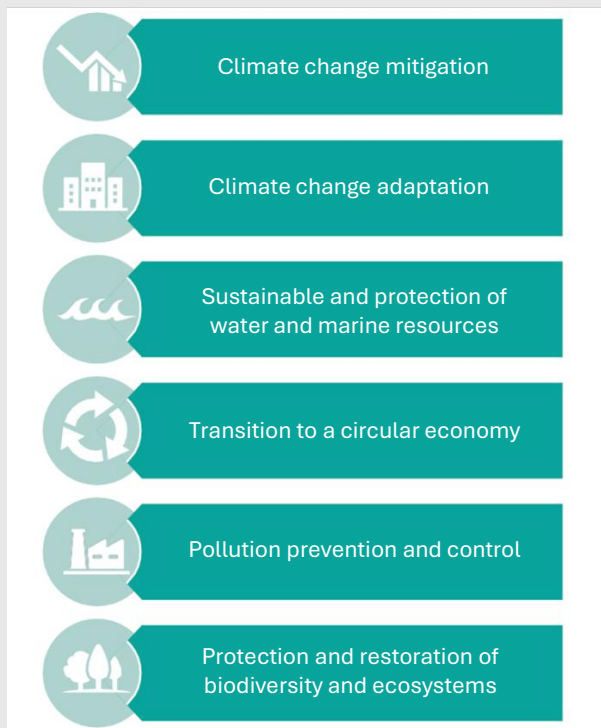 Climate change mitigation
Climate change adaptation
Sustainable and protection of
water and marine resources
Transition to a circular economy
Pollution prevention and control
Protection and restoration of
biodiversity and ecosystems